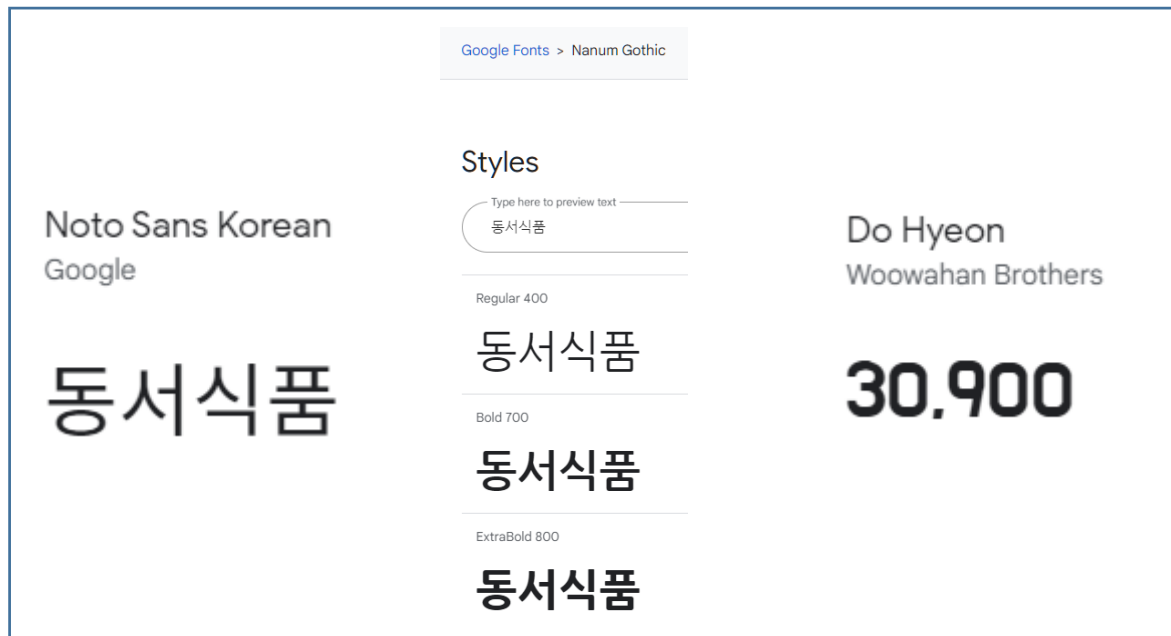 Noto Sans Korean
Google
동서식품
Google Fonts > Nanum Gothic
Styles
Type here to preview text
동서식품
Regular 400
동서식품
Bold 700
동서식품
ExtraBold 800
동서식품
Do Hyeon
Woowahan Brothers
30,900